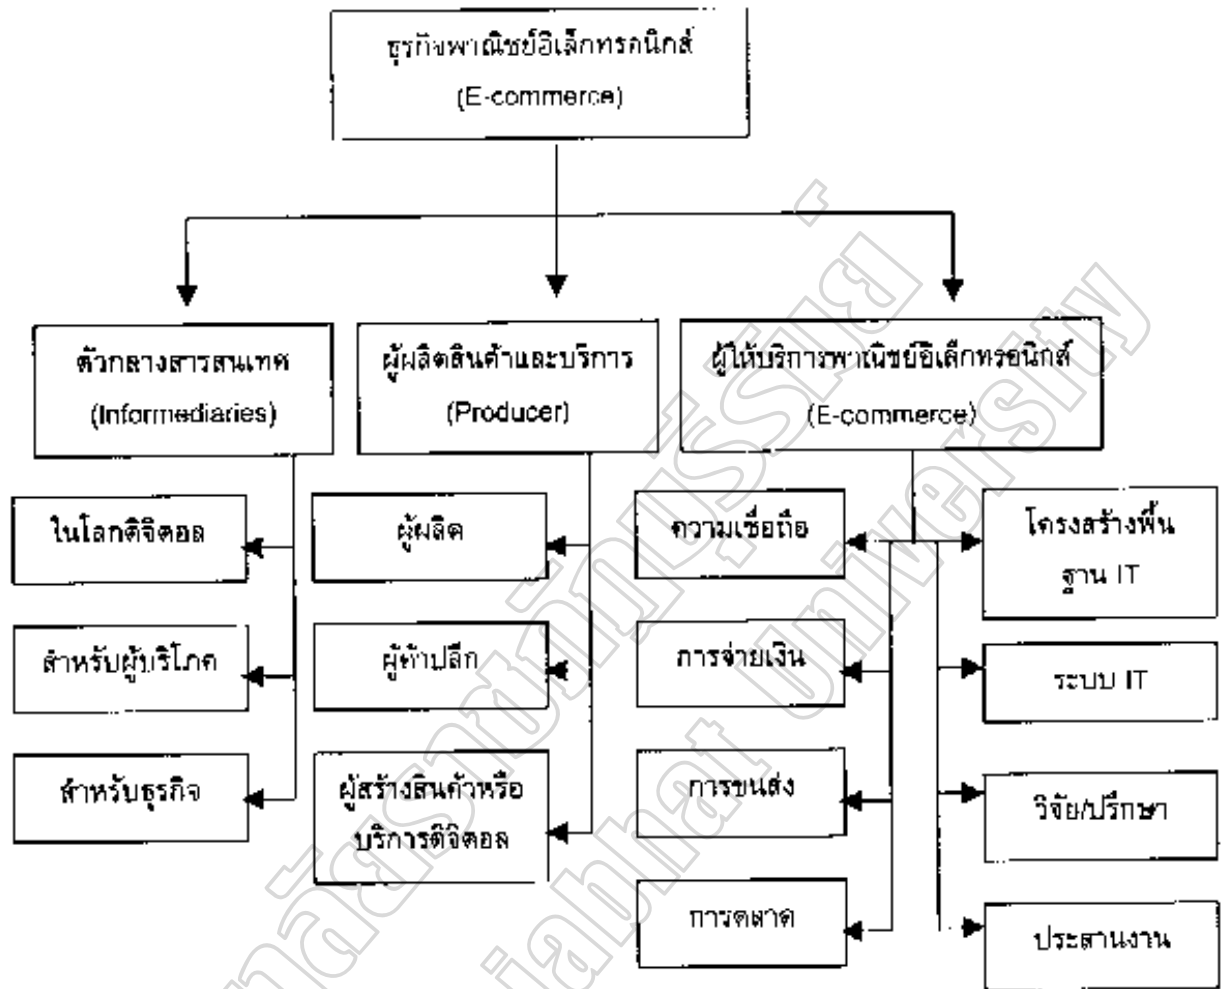 ธุรกิจพาณิชย์อิเล็กทรอนิกส์
(E-commerce)
ตัวกลางสารสนเทศ
(Informediaries)
ผู้ผลิตสินค้าและบริการ
(Producer)
ผู้ให้บริการพาณิชย์อิเล็กทรอนิกส์
(E-commerce)
ในโลกดิจิตอล
สำหรับผู้บริโภค
สำหรับธุรกิจ
ผู้ผลิต
ผู้ค้าปลีก
ผู้สร้างสินค้าหรือ
บริการดิจิตอล
ความเชื่อถือ
การจ่ายเงิน
การขนส่ง
การตลาด
โครงสร้างพื้น
ฐาน IT
ระบบ IT
วิจัย/ปรึกษา
ประสานงาน
University